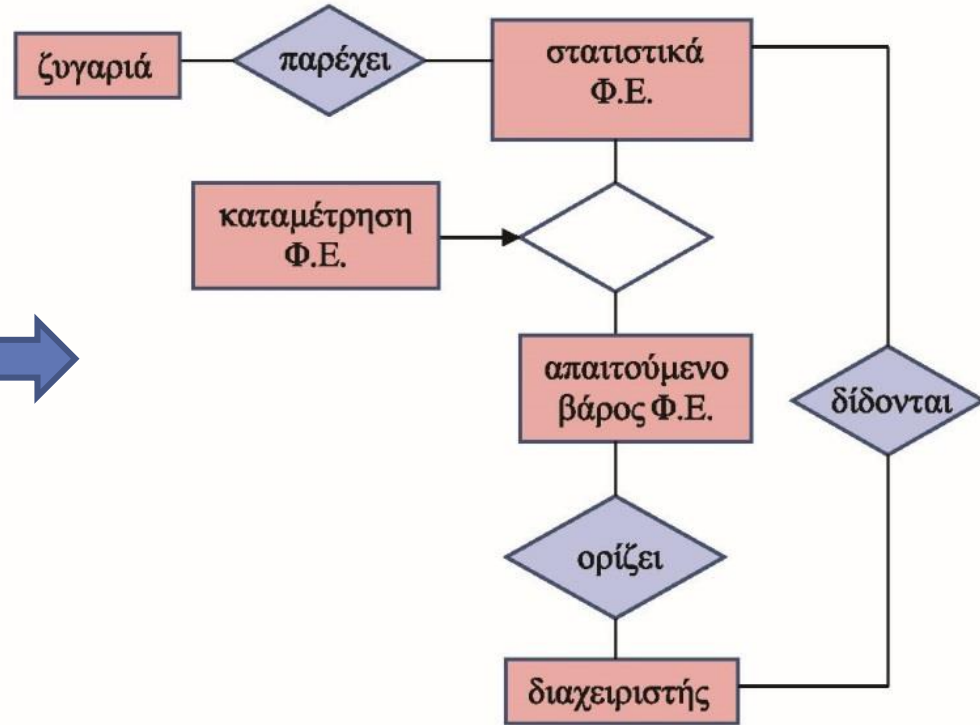 ζυγαριά
παρέχει
στατιστικά
Φ.Ε.
καταμέτρηση
Φ.Ε.
απαιτούμενο
βάρος Φ.Ε.
δίδονται
ορίζει
διαχειριστής